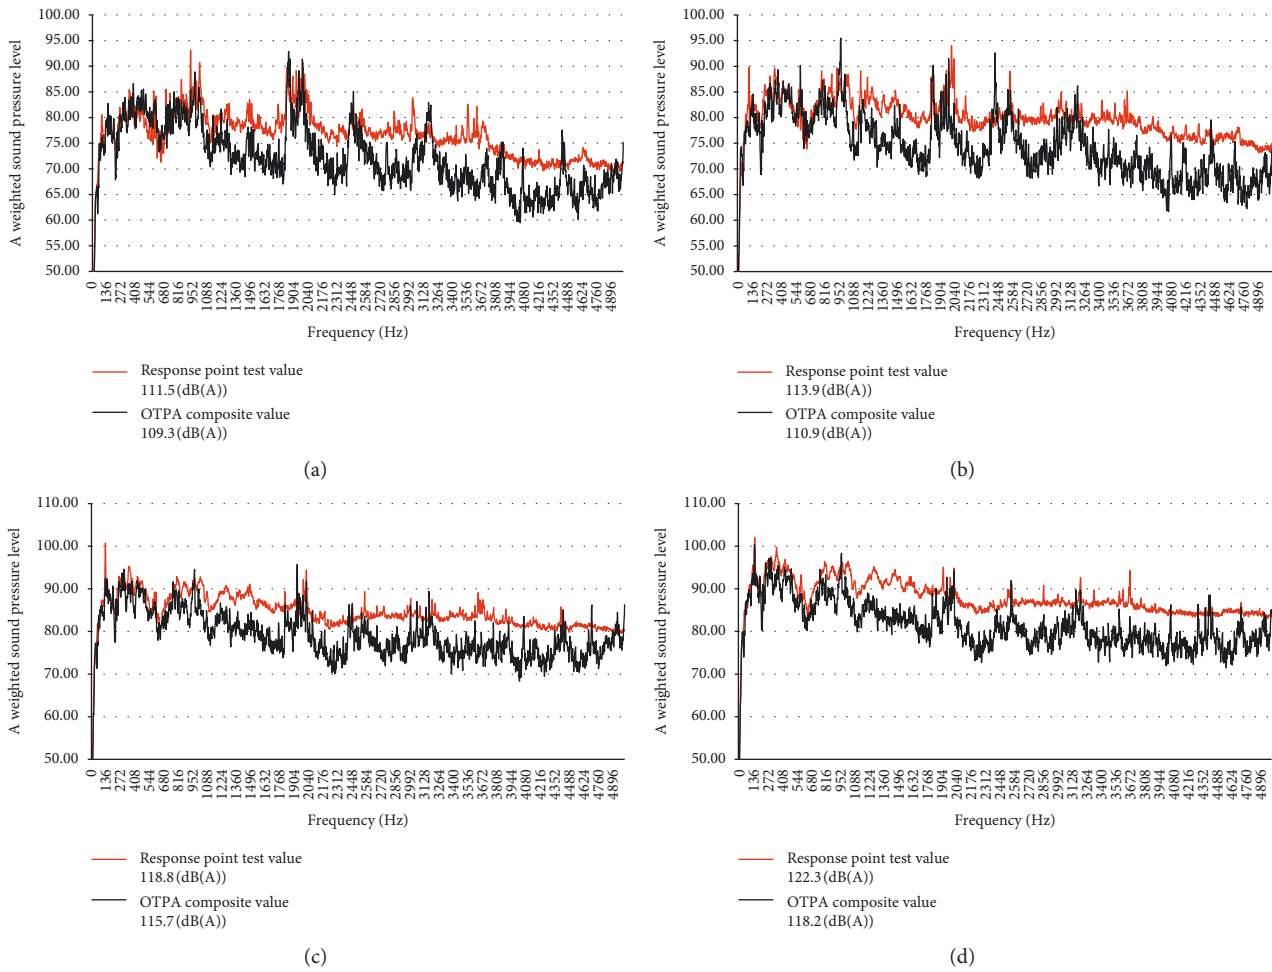 100.00
95.00
90.00
85.00
80.00
75.00
70.00
65.00
60.00
55.00
50.00
A weighted sound pressure level
0 136 272 408 544 680 816 952 1088 1224 1360 1496 1632 1768 1904 2040 2176 2312 2448 2584 2720 2856 2992 3128 3264 3400 3536 3672 3808 3944 4080 4216 4352 4488 4624 4760 4896
Frequency (Hz)
Response point test value
111.5 (dB(A))
OTPA composite value
109.3 (dB(A))
(a)
100.00
95.00
90.00
85.00
80.00
75.00
70.00
65.00
60.00
55.00
50.00
A weighted sound pressure level
0 136 272 408 544 680 816 952 1088 1224 1360 1496 1632 1768 1904 2040 2176 2312 2448 2584 2720 2856 2992 3128 3264 3400 3536 3672 3808 3944 4080 4216 4352 4488 4624 4760 4896
Frequency (Hz)
Response point test value
113.9 (dB(A))
OTPA composite value
110.9 (dB(A))
(b)
110.00
100.00
90.00
80.00
70.00
60.00
50.00
A weighted sound pressure level
0 136 272 408 544 680 816 952 1088 1224 1360 1496 1632 1768 1904 2040 2176 2312 2448 2584 2720 2856 2992 3128 3264 3400 3536 3672 3808 3944 4080 4216 4352 4488 4624 4760 4896
Frequency (Hz)
Response point test value
118.8 (dB(A))
OTPA composite value
115.7 (dB(A))
(c)
110.00
100.00
90.00
80.00
70.00
60.00
50.00
A weighted sound pressure level
0 136 272 408 544 680 816 952 1088 1224 1360 1496 1632 1768 1904 2040 2176 2312 2448 2584 2720 2856 2992 3128 3264 3400 3536 3672 3808 3944 4080 4216 4352 4488 4624 4760 4896
Frequency (Hz)
Response point test value
122.3 (dB(A))
OTPA composite value
118.2 (dB(A))
(d)